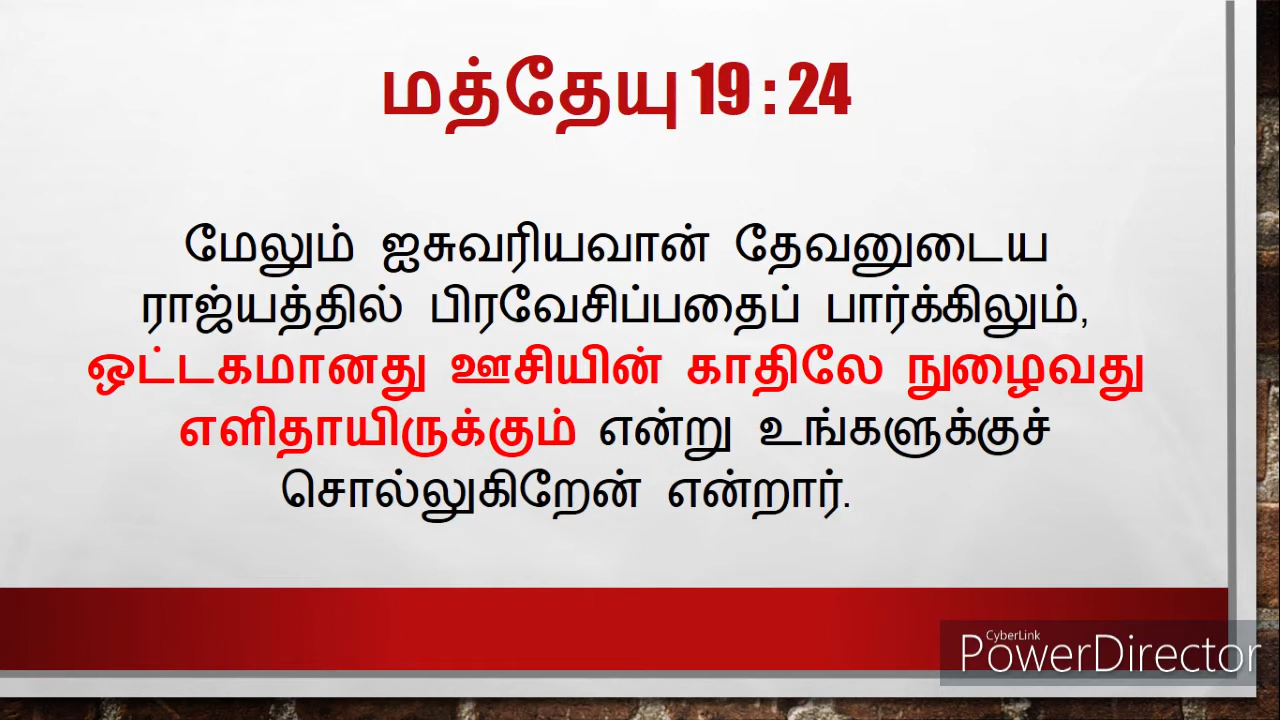 மத்தேயு 19 : 24
மேலும் ஐசுவரியவான் தேவனுடைய
ராஜ்யத்தில் பிரவேசிப்பதைப் பார்க்கிலும்,
ஒட்டகமானது ஊசியின் காதிலே நுழைவது
எளிதாயிருக்கும் என்று உங்களுக்குச்
சொல்லுகிறேன் என்றார்.
CyberLink
PowerDirector